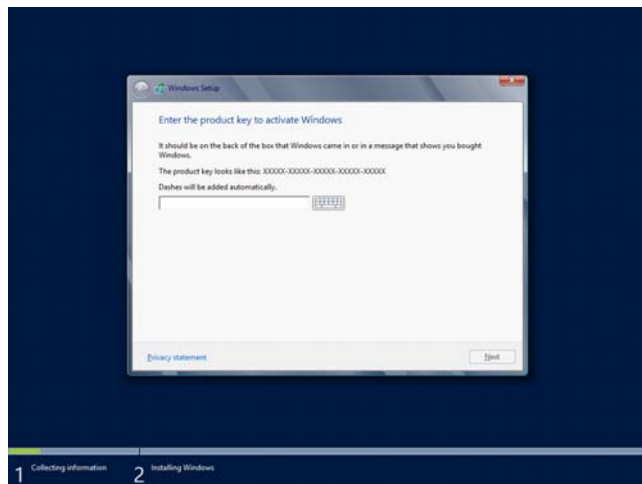 Windows Setup
Enter the product key to activate Windows
It should be on the back of the box that Windows came in or in a message that shows you bought
Windows.
The product key looks like this: XXXXX-XXXXX-XXXXX-XXXXX-XXXXX
Dashes will be added automatically.
Privacy statement
Next
1 Collecting information
2 Installing Windows